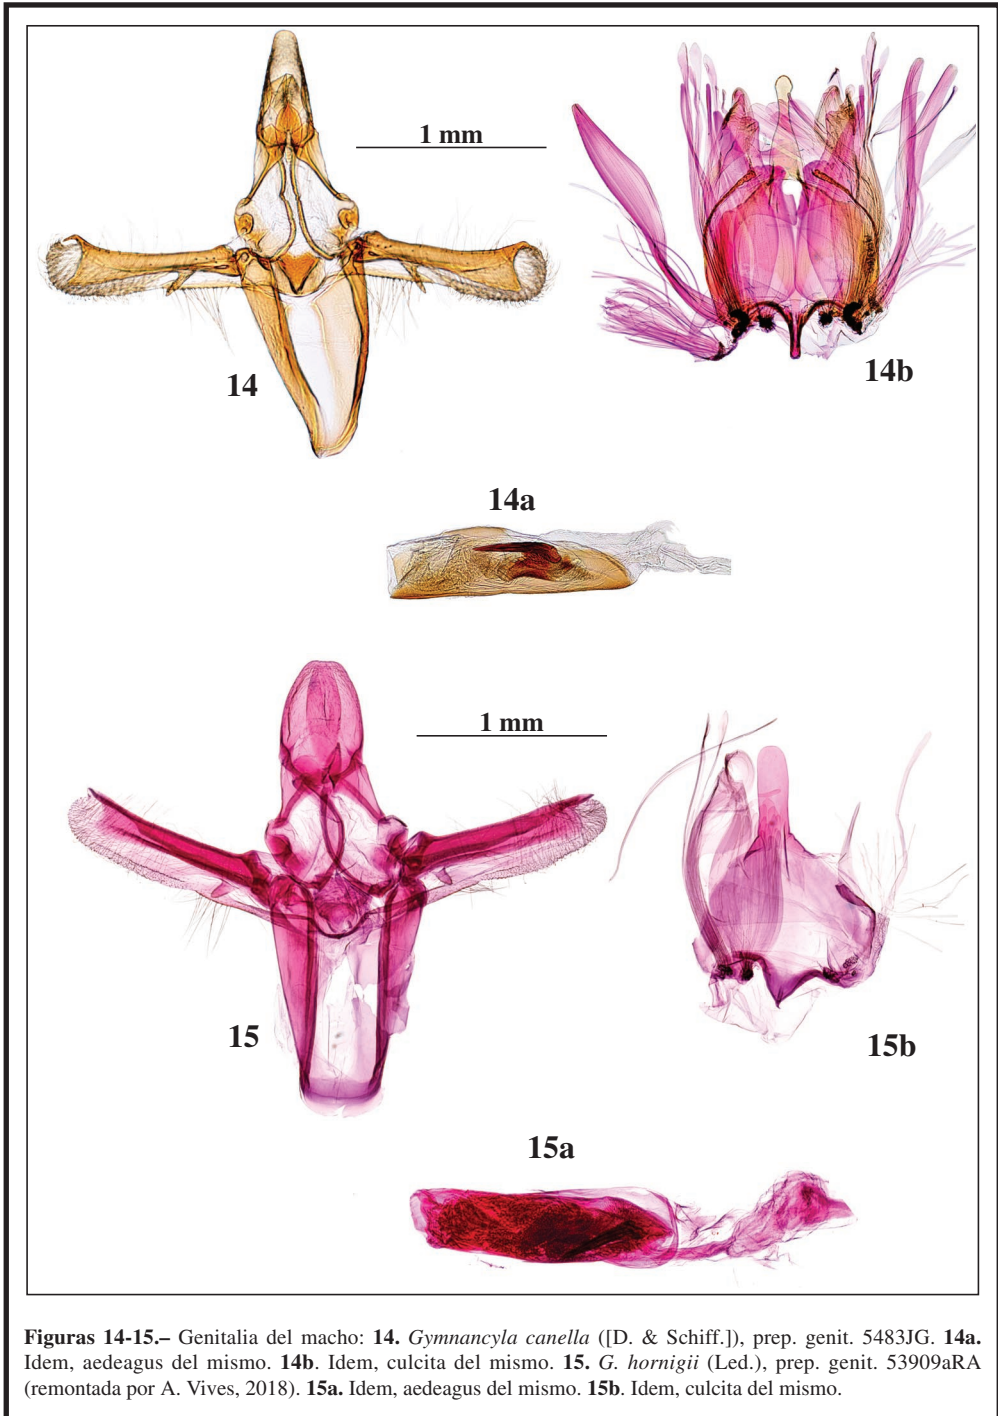 1 mm
14
14b
14a
1 mm
15
15b
15a
Figuras 14-15.– Genitalia del macho: 14. Gymnancyla canella ([D. & Schiff.]), prep. genit. 5483JG. 14a.
Idem, aedeagus del mismo. 14b. Idem, culcita del mismo. 15. G. hornigii (Led.), prep. genit. 53909aRA
(remontada por A. Vives, 2018). 15a. Idem, aedeagus del mismo. 15b. Idem, culcita del mismo.